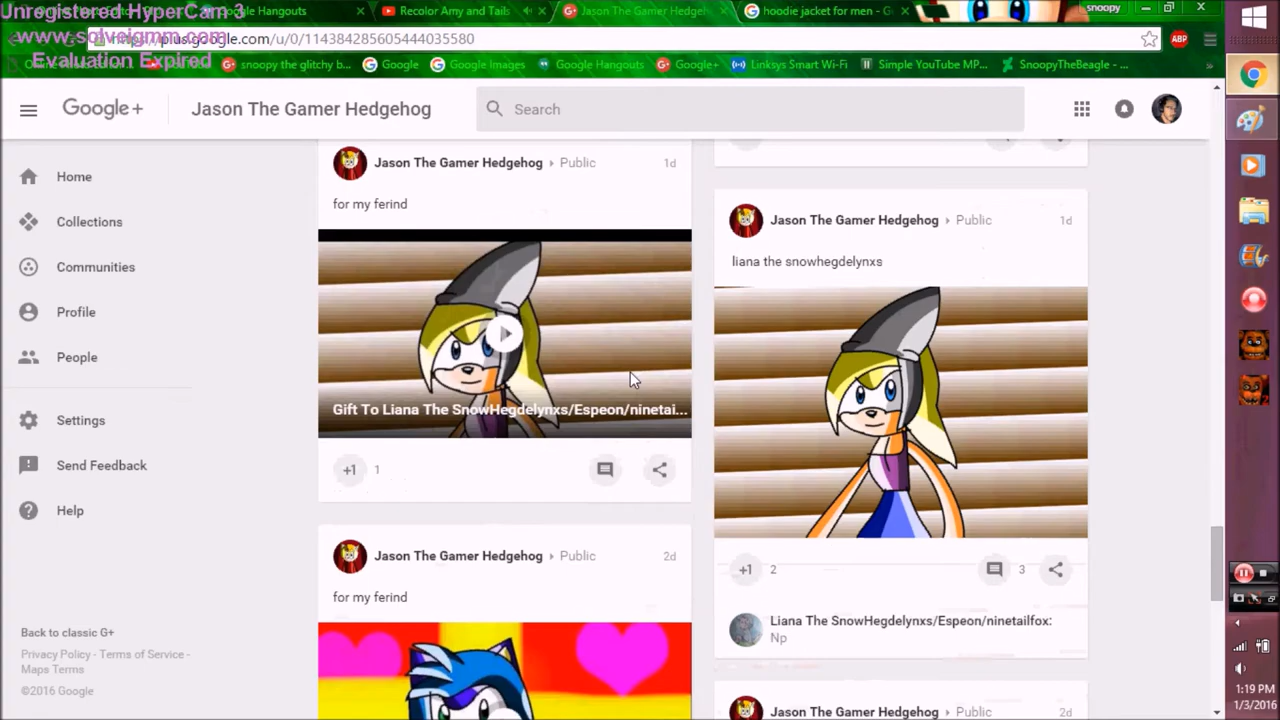 Unregistered HyperCam 3
www.solveigmm.com
Evaluation Expired
Google Hangouts
Recolor Amy and Tails
Jason The Gamer Hedgehog
hoodie jacket for men - G
snoopy
plus.google.com/u/0/114384285605444035580
ABP
snoopy the glitchy b...
Google
Google Images
Google Hangouts
Google+
Linksys Smart Wi-Fi
Simple YouTube MP...
SnoopyTheBeagle - ...
Google+
Jason The Gamer Hedgehog
Search
Home
Collections
Communities
Profile
People
Settings
Send Feedback
Help
Back to classic G+
Privacy Policy - Terms of Service -
Maps Terms
©2016 Google
Jason The Gamer Hedgehog Public 1d
for my ferind
Gift To Liana The SnowHegdelynxs/Espeon/ninetai...
+1 1
Jason The Gamer Hedgehog Public 2d
for my ferind
Jason The Gamer Hedgehog Public 1d
liana the snowhegdelynxs
+1 2 3
Liana The SnowHegdelynxs/Espeon/ninetailfox:
Np
Jason The Gamer Hedgehog Public 2d
1:19 PM
1/3/2016